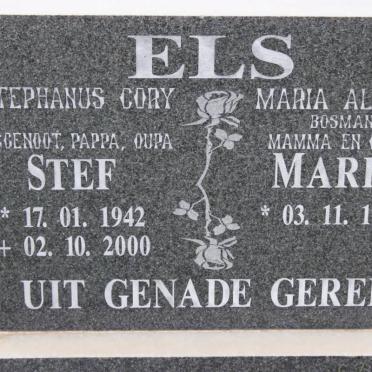 ELS
TEPHANUS CORY MARIA AL
GENOOT, PAPPA, OUPA BOSMAN
MAMMA EN
STEF MARI
* 17. 01. 1942 * 03. 11. 1
+ 02. 10. 2000
UIT GENADE GERE